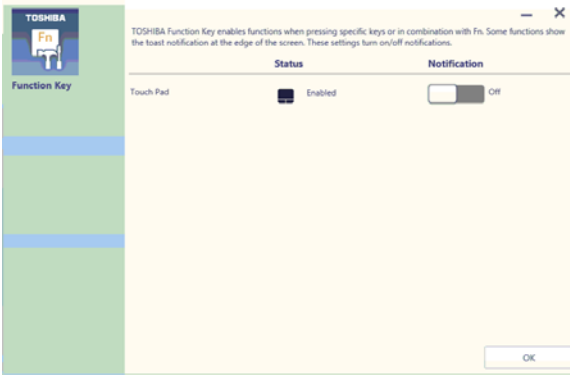 TOSHIBA
Fn
Function Key
TOSHIBA Function Key enables functions when pressing specific keys or in combination with Fn. Some functions show
the toast notification at the edge of the screen. These settings turn on/off notifications.
Status Notification
Touch Pad Enabled Off
OK